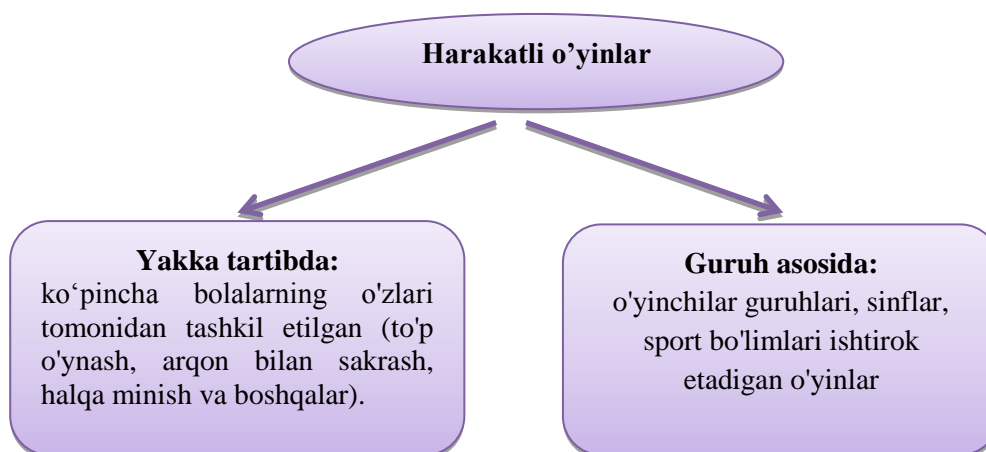 Harakatli o’yinlar
Yakka tartibda:
ko‘pincha bolalarning o'zlari
tomonidan tashkil etilgan (to'p
o'ynash, arqon bilan sakrash,
halqa minish va boshqalar).
Guruh asosida:
o'yinchilar guruhlari, sinflar,
sport bo'limlari ishtirok
etadigan o'yinlar